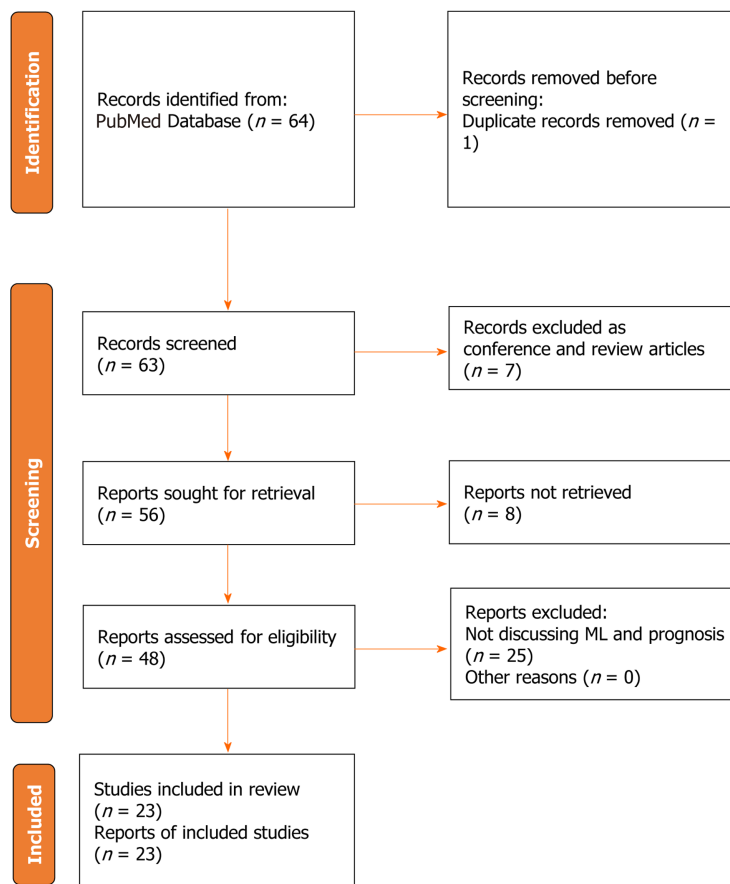 Identification
Records identified from:
PubMed Database (n = 64)
Records removed before
screening:
Duplicate records removed (n =
1)
Screening
Records screened
(n = 63)
Records excluded as
conference and review articles
(n = 7)
Reports sought for retrieval
(n = 56)
Reports not retrieved
(n = 8)
Reports assessed for eligibility
(n = 48)
Reports excluded:
Not discussing ML and prognosis
(n = 25)
Other reasons (n = 0)
Included
Studies included in review
(n = 23)
Reports of included studies
(n = 23)